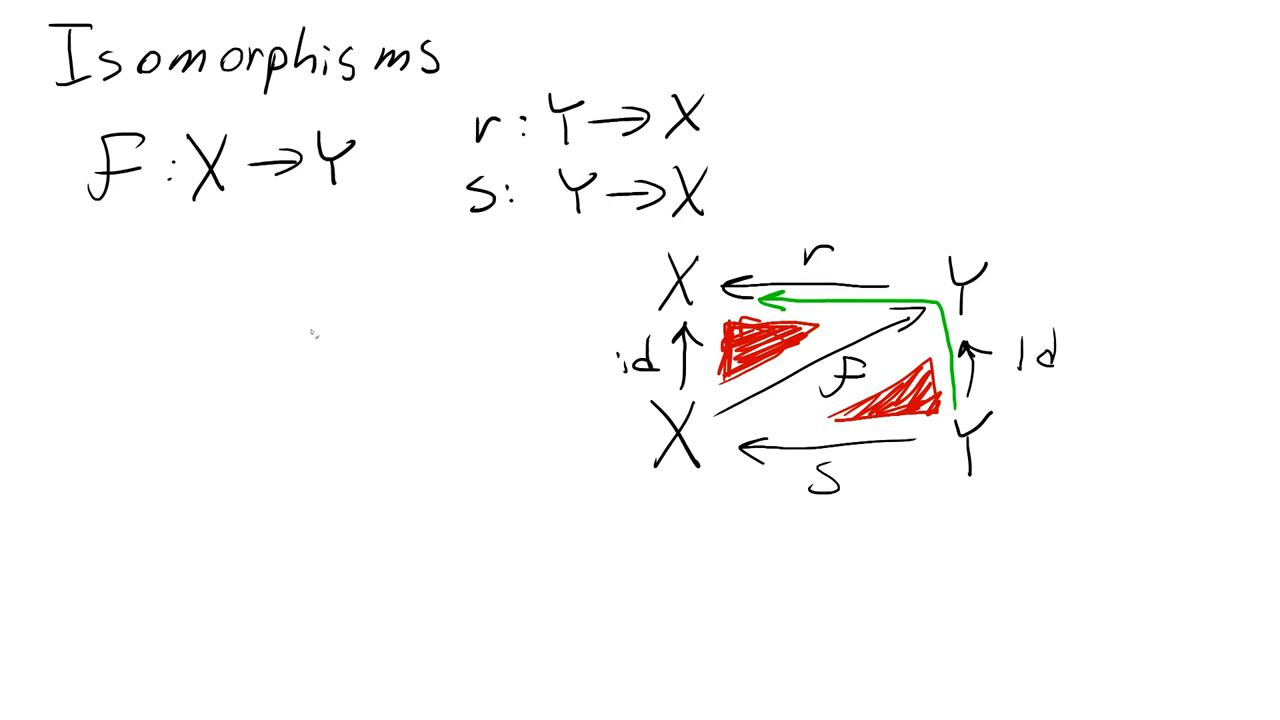 Isomorphisms
F : X → Y
r : Y → X
s : Y → X
X r Y
id F id
X s Y